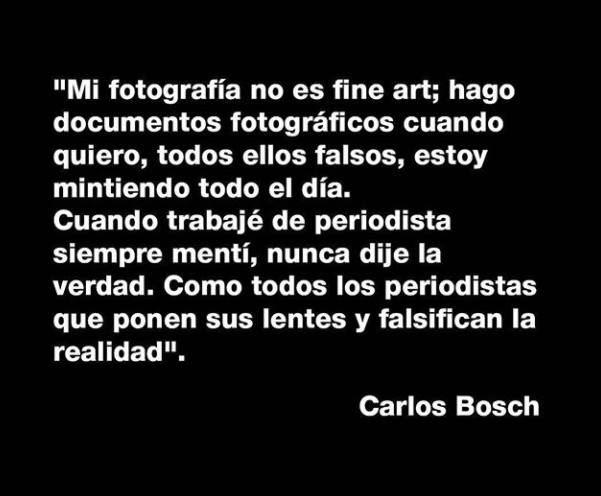 "Mi fotografía no es fine art; hago
documentos fotográficos cuando
quiero, todos ellos falsos, estoy
mintiendo todo el día.
Cuando trabajé de periodista
siempre mentí, nunca dije la
verdad. Como todos los periodistas
que ponen sus lentes y falsifican la
realidad".
Carlos Bosch